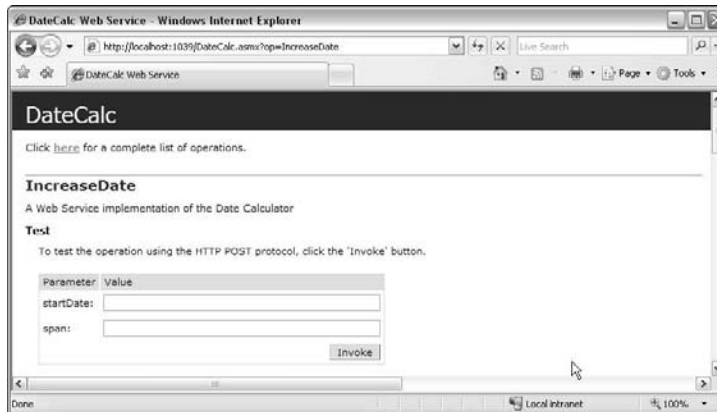 DateCalc Web Service - Windows Internet Explorer
http://localhost:1039/DateCalc.asmx?op=IncreaseDate
Live Search
DateCalc Web Service
Page
Tools
DateCalc
Click here for a complete list of operations.
IncreaseDate
A Web Service implementation of the Date Calculator
Test
To test the operation using the HTTP POST protocol, click the 'Invoke' button.
Parameter Value
startDate:
span:
Invoke
Done
Local intranet
100%